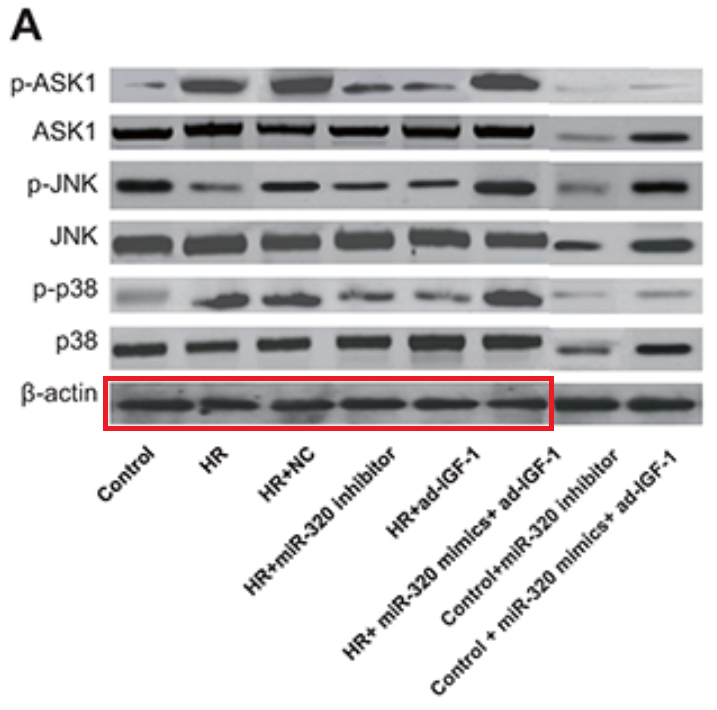 A
p-ASK1
ASK1
p-JNK
JNK
p-p38
p38
β-actin
Control
HR
HR+NC
HR+miR-320 inhibitor
HR+ad-IGF-1
HR+ miR-320 mimics+ ad-IGF-1
Control+miR-320 inhibitor
Control + miR-320 mimics+ ad-IGF-1